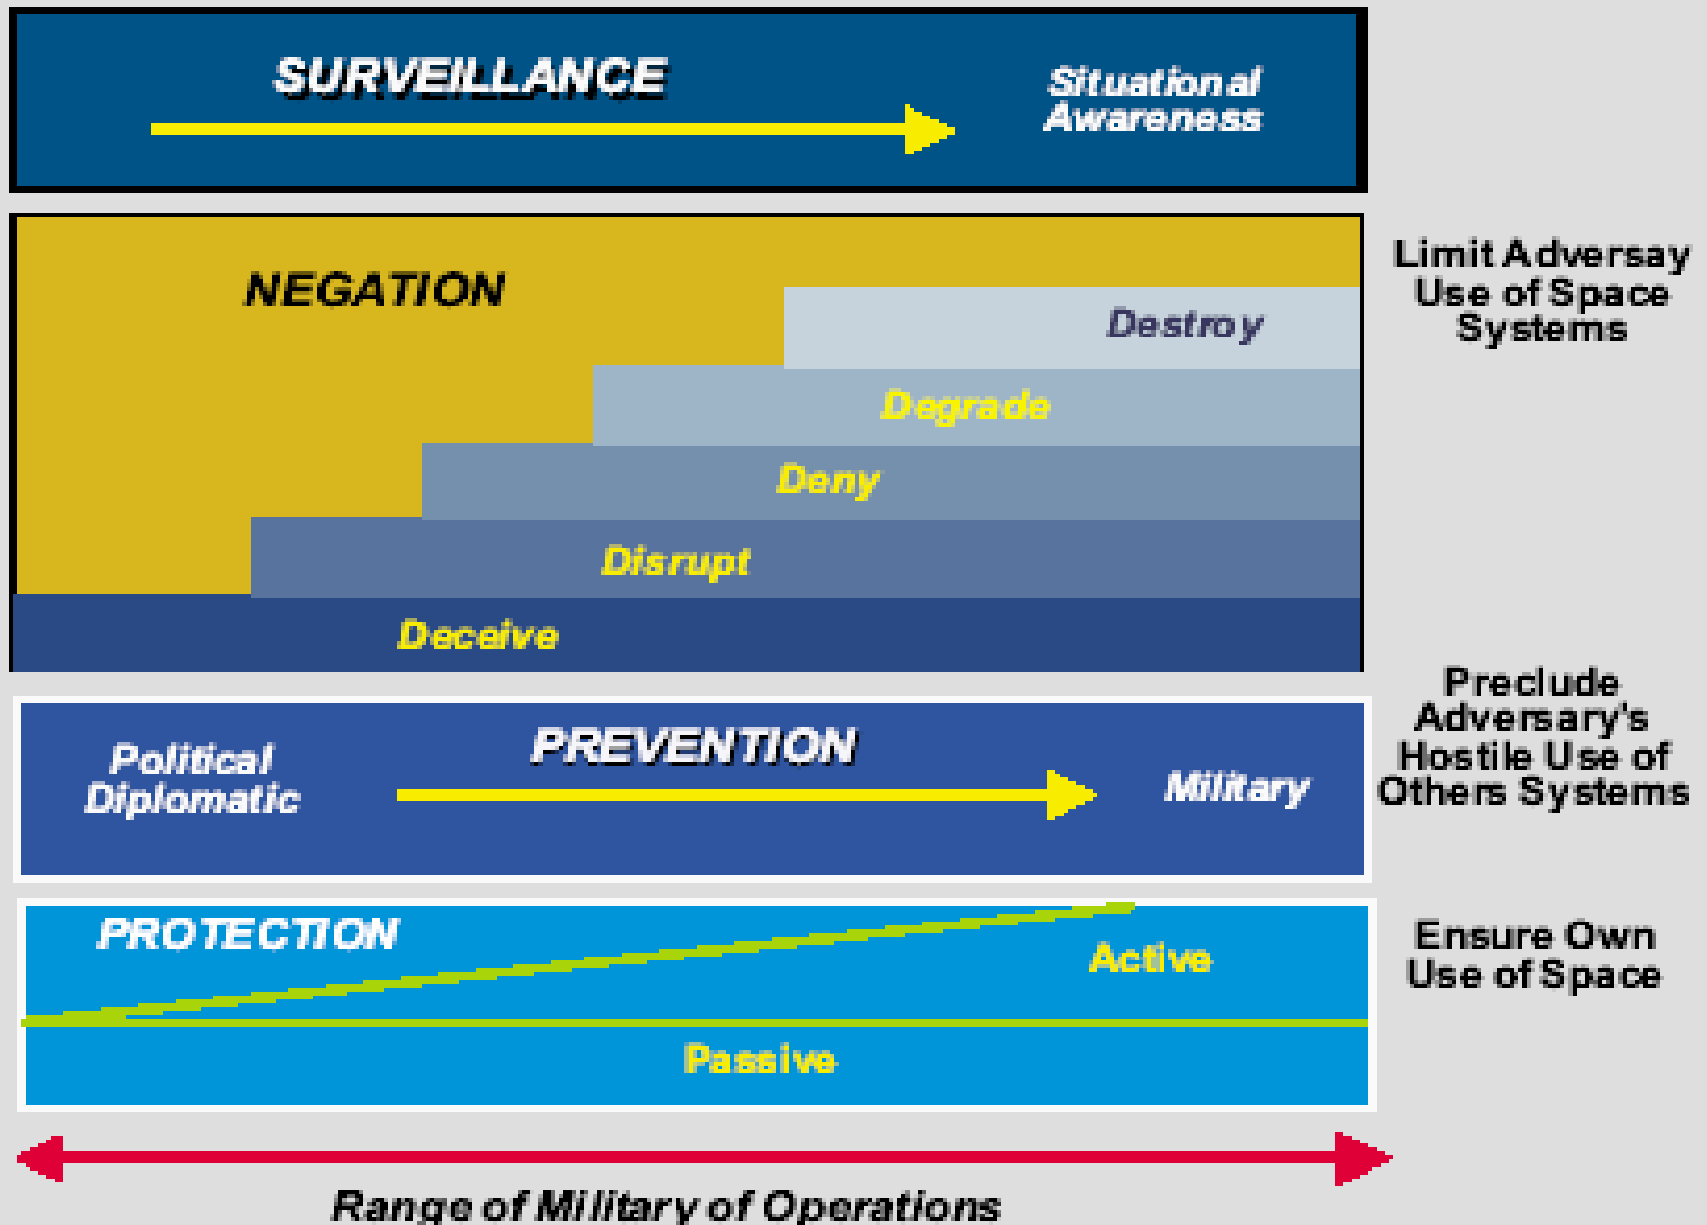 SURVEILLANCE
Situational
Awareness
NEGATION
Limit Adversay
Use of Space
Systems
Destroy
Degrade
Deny
Disrupt
Deceive
Preclude
Adversary's
Hostile Use of
Others Systems
Political
Diplomatic
PREVENTION
Military
PROTECTION
Active
Passive
Ensure Own
Use of Space
Range of Military of Operations